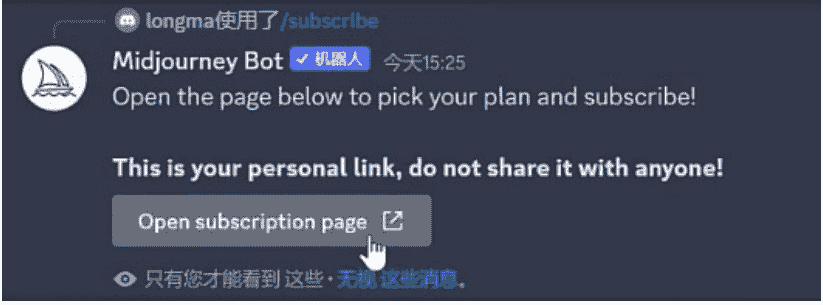 longma使用了/subscribe
Midjourney Bot ✓ 机器人 今天15:25
Open the page below to pick your plan and subscribe!
This is your personal link, do not share it with anyone!
Open subscription page
只有您才能看到 这些 · 无视 这些消息。